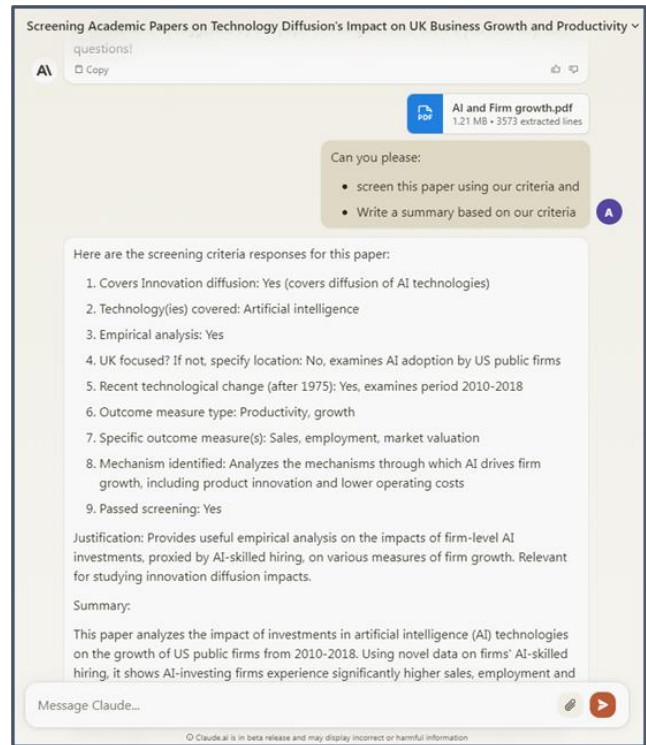 Screening Academic Papers on Technology Diffusion's Impact on UK Business Growth and Productivity
questions!
A\
Copy
PDF
AI and Firm growth.pdf
1.21 MB • 3573 extracted lines
Can you please:
• screen this paper using our criteria and
• Write a summary based on our criteria
A
Here are the screening criteria responses for this paper:
1. Covers Innovation diffusion: Yes (covers diffusion of AI technologies)
2. Technology(ies) covered: Artificial intelligence
3. Empirical analysis: Yes
4. UK focused? If not, specify location: No, examines AI adoption by US public firms
5. Recent technological change (after 1975): Yes, examines period 2010-2018
6. Outcome measure type: Productivity, growth
7. Specific outcome measure(s): Sales, employment, market valuation
8. Mechanism identified: Analyzes the mechanisms through which AI drives firm
growth, including product innovation and lower operating costs
9. Passed screening: Yes
Justification: Provides useful empirical analysis on the impacts of firm-level AI
investments, proxied by AI-skilled hiring, on various measures of firm growth. Relevant
for studying innovation diffusion impacts.
Summary:
This paper analyzes the impact of investments in artificial intelligence (AI) technologies
on the growth of US public firms from 2010-2018. Using novel data on firms' AI-skilled
hiring, it shows AI-investing firms experience significantly higher sales, employment and
Message Claude...
Claude.ai is in beta release and may display incorrect or harmful information